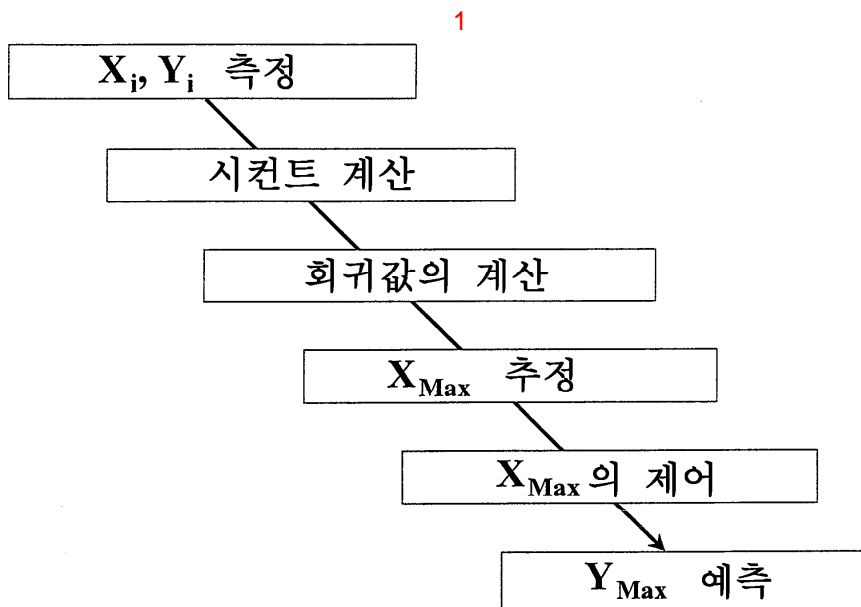 1
Xi, Yi 측정
시컨트 계산
회귀값의 계산
XMax 추정
XMax의 제어
YMax 예측